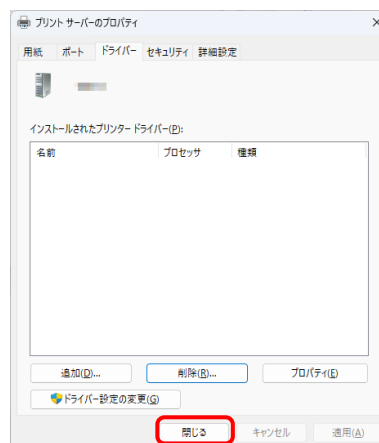 プリント サーバーのプロパティ
用紙 ポート ドライバー セキュリティ 詳細設定
インストールされたプリンター ドライバー(P):
名前 プロセッサ 種類
追加(D)... 削除(R)... プロパティ(E)
ドライバー設定の変更(G)
閉じる キャンセル 適用(A)